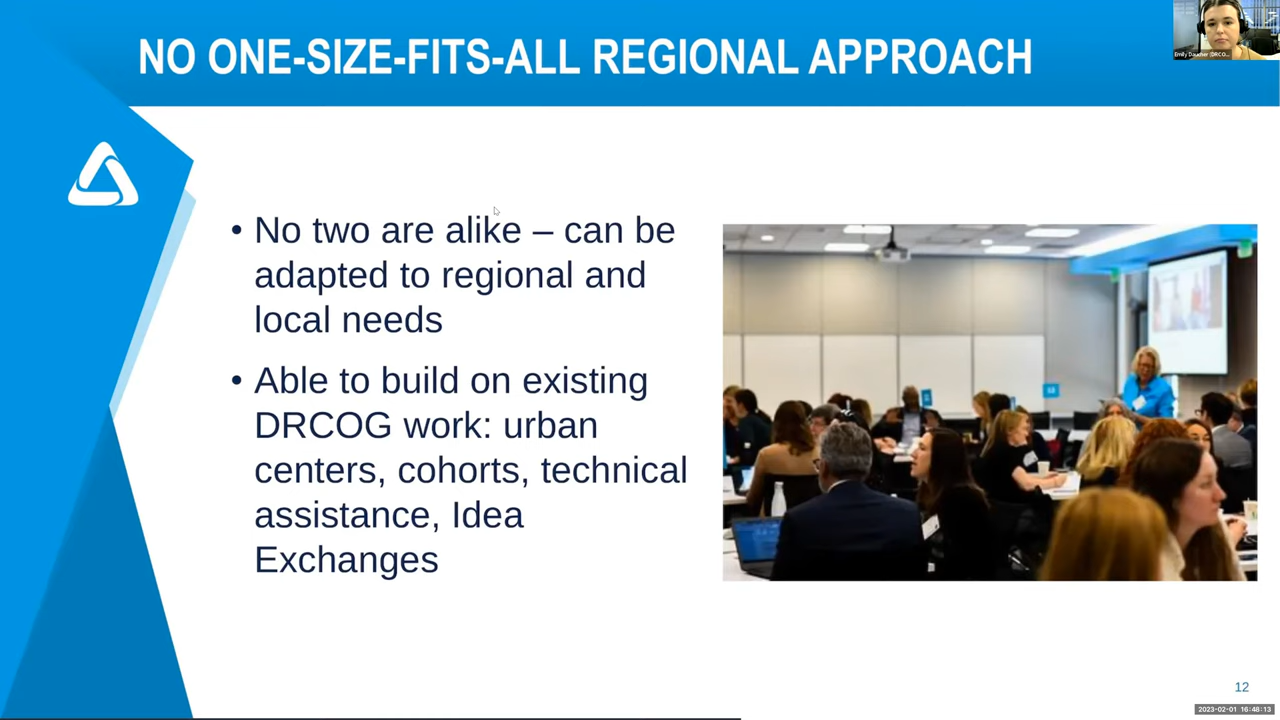 NO ONE-SIZE-FITS-ALL REGIONAL APPROACH
• No two are alike – can be
adapted to regional and
local needs
• Able to build on existing
DRCOG work: urban
centers, cohorts, technical
assistance, Idea
Exchanges
12
2023-02-01 16:48:13